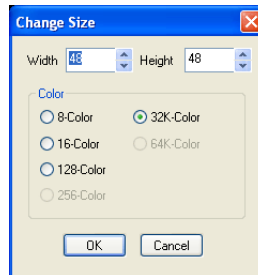 Change Size
Width 48 Height 48
Color
8-Color 32K-Color
16-Color 64K-Color
128-Color
256-Color
OK Cancel